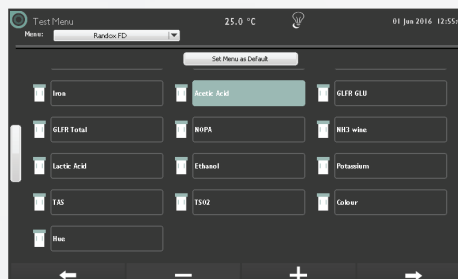 Test Menu 25.0 °C 01 Jun 2016 12:55:
Menu: Randox FD
Set Menu as Default
Iron Acetic Acid GLFR GLU
GLFR Total NOPA NH3 wine
Lactic Acid Ethanol Potassium
TAS TSO2 Colour
Hue